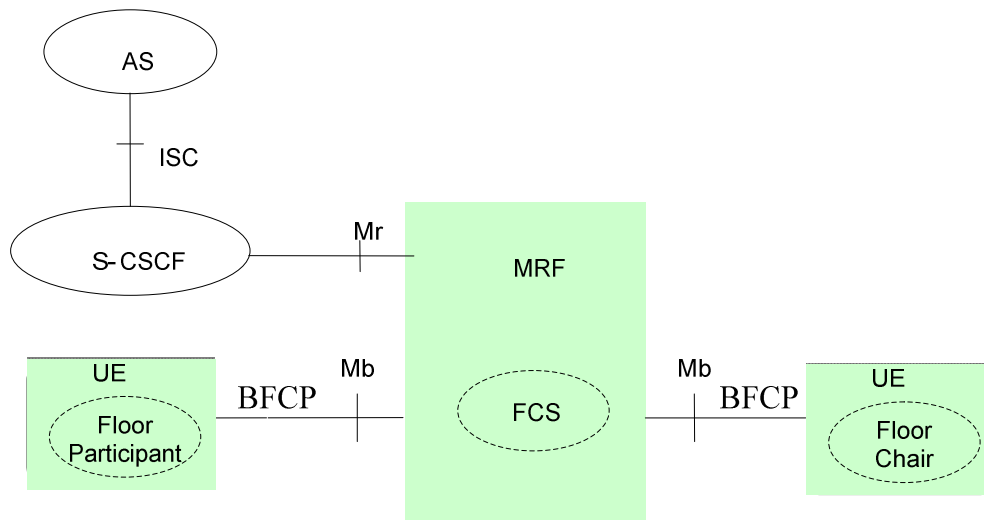 AS
ISC
Mr
S-CSCF
MRF
UE
Mb
Mb
UE
BFCP
BFCP
Floor
Participant
FCS
Floor
Chair